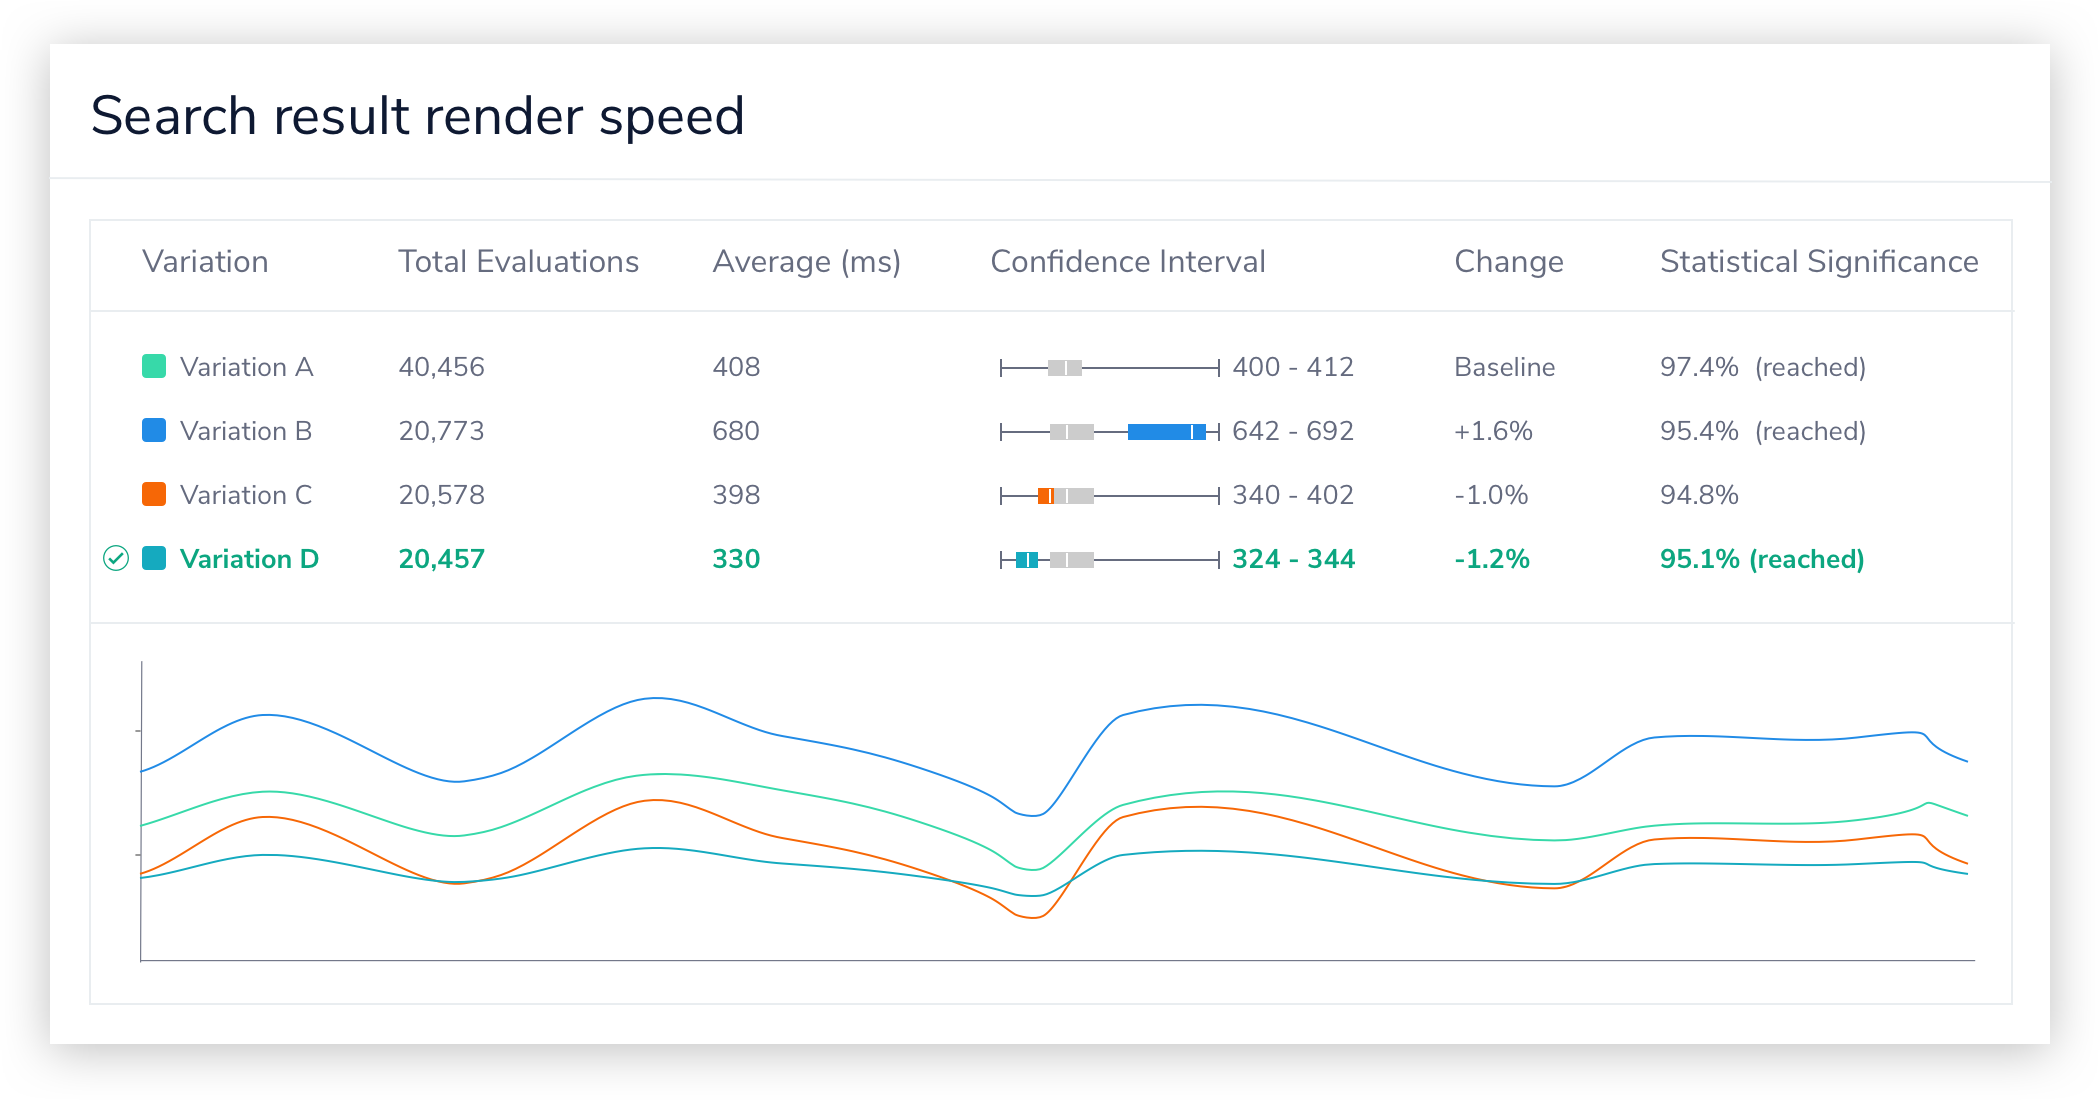 Search result render speed
Variation Total Evaluations Average (ms) Confidence Interval Change Statistical Significance
Variation A 40,456 408 400 - 412 Baseline 97.4% (reached)
Variation B 20,773 680 642 - 692 +1.6% 95.4% (reached)
Variation C 20,578 398 340 - 402 -1.0% 94.8%
Variation D 20,457 330 324 - 344 -1.2% 95.1% (reached)